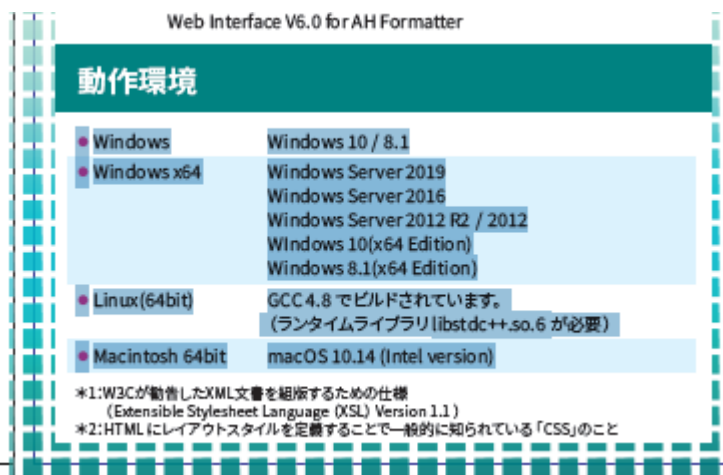 Web Interface V6.0 for AH Formatter
動作環境
• Windows Windows 10 / 8.1
• Windows x64 Windows Server 2019
Windows Server 2016
Windows Server 2012 R2 / 2012
WIndows 10(x64 Edition)
Windows 8.1(x64 Edition)
• Linux(64bit) GCC 4.8 でビルドされています。
（ランタイムライブラリ libstdc++.so.6 が必要）
• Macintosh 64bit macOS 10.14 (Intel version)
*1:W3Cが勧告したXML文書を組版するための仕様
（Extensible Stylesheet Language (XSL) Version 1.1）
*2:HTML にレイアウトスタイルを定義することで一般的に知られている「CSS」のこと